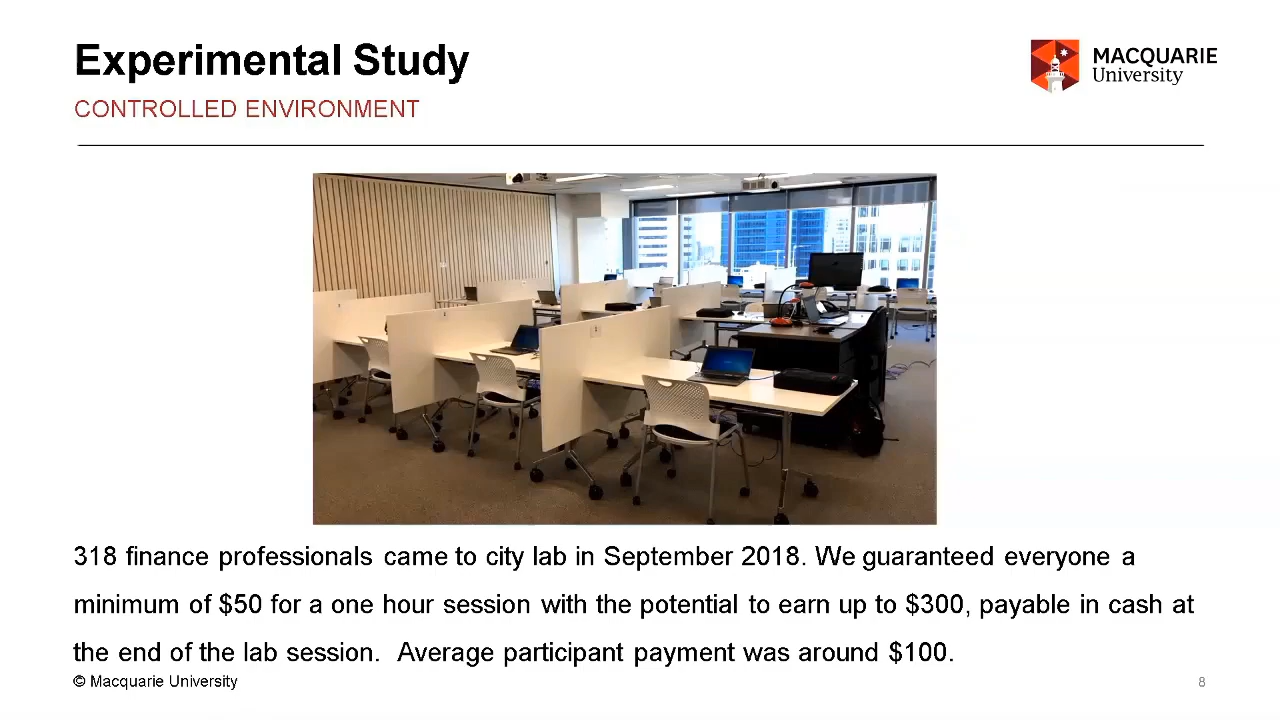 Experimental Study
CONTROLLED ENVIRONMENT
MACQUARIE
University
318 finance professionals came to city lab in September 2018. We guaranteed everyone a
minimum of $50 for a one hour session with the potential to earn up to $300, payable in cash at
the end of the lab session.  Average participant payment was around $100.
© Macquarie University
8